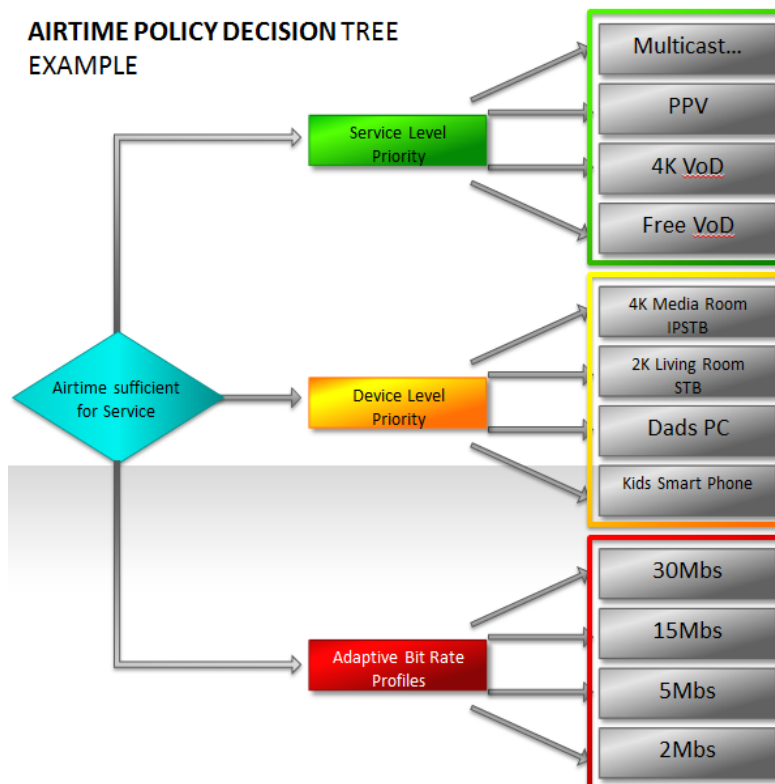 AIRTIME POLICY DECISION TREE
EXAMPLE
Airtime sufficient
for Service
Service Level
Priority
Multicast...
PPV
4K VoD
Free VoD
Device Level
Priority
4K Media Room
IPSTB
2K Living Room
STB
Dads PC
Kids Smart Phone
Adaptive Bit Rate
Profiles
30Mbs
15Mbs
5Mbs
2Mbs